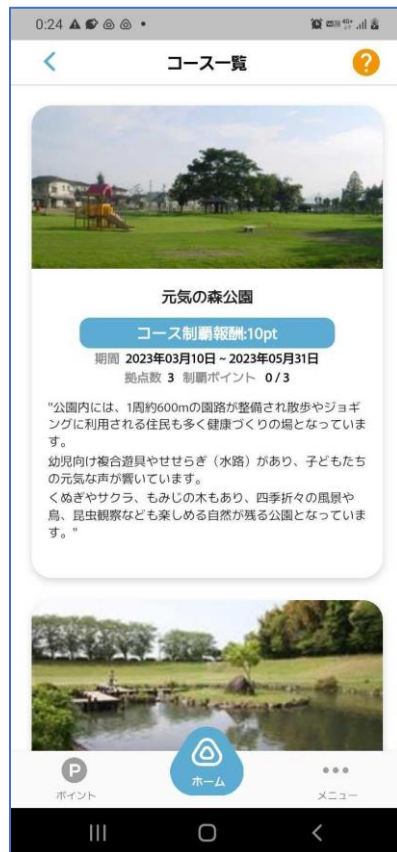 0:24
コース一覧
?
元気の森公園
コース制覇報酬:10pt
期間 2023年03月10日 ~ 2023年05月31日
拠点数 3 制覇ポイント 0 / 3
"公園内には、1周約600mの園路が整備され散歩やジョギ
ングに利用される住民も多く健康づくりの場となっていま
す。
幼児向け複合遊具やせせらぎ（水路）があり、子どもたち
の元気な声が響いています。
くぬぎやサクラ、もみじの木もあり、四季折々の風景や
鳥、昆虫観察なども楽しめる自然が残る公園となっていま
す。"
P
ポイント
ホーム
メニュー